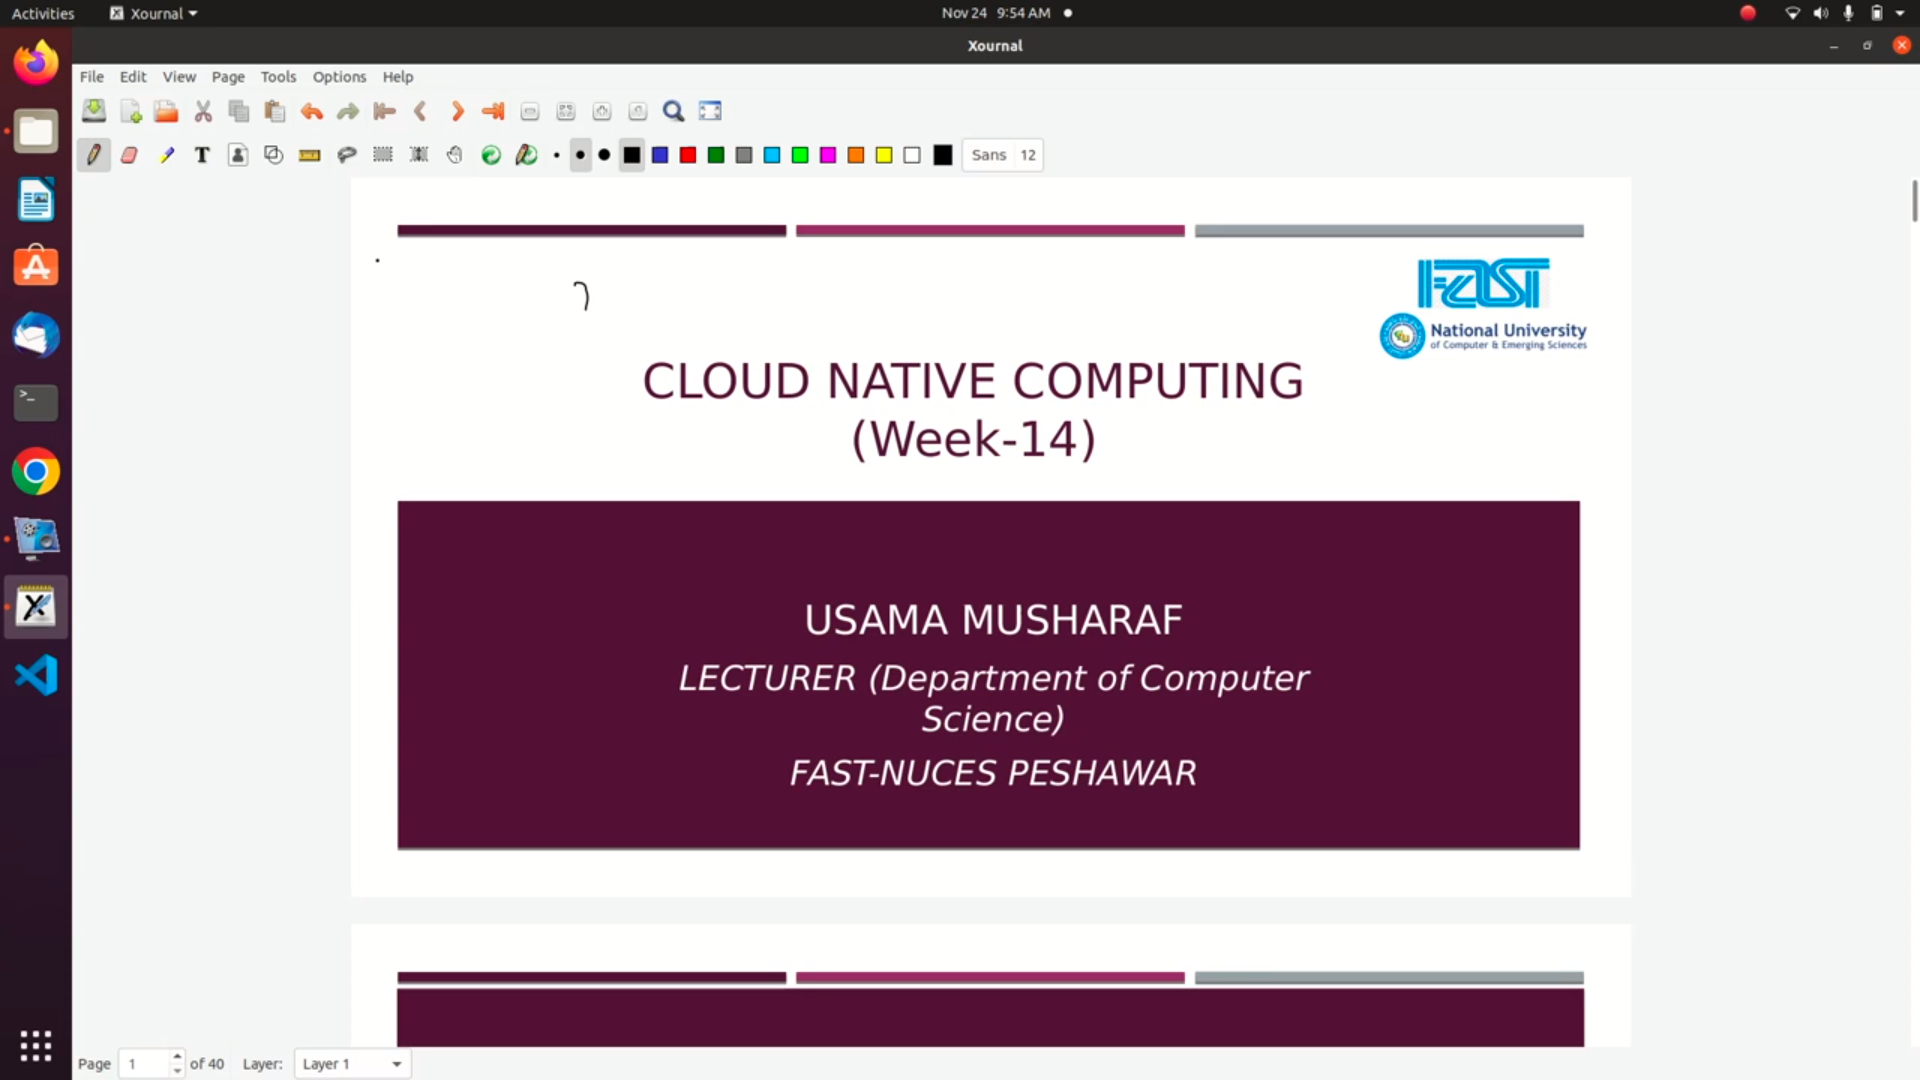 Activities
Xournal
Nov 24 9:54 AM
Xournal
File Edit View Page Tools Options Help
T
Sans 12
FAST
National University
of Computer & Emerging Sciences
CLOUD NATIVE COMPUTING
(Week-14)
USAMA MUSHARAF
LECTURER (Department of Computer
Science)
FAST-NUCES PESHAWAR
Page 1 of 40 Layer: Layer 1